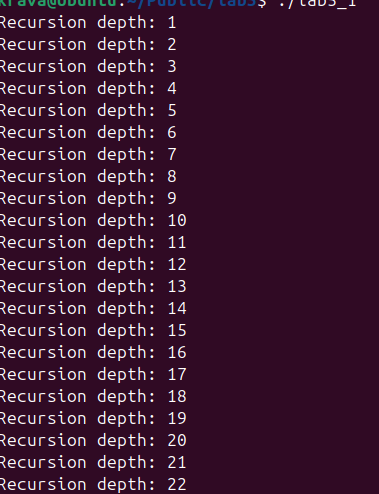 krava@Ubuntu:~/Public/lab3$ ./lab3_1
Recursion depth: 1
Recursion depth: 2
Recursion depth: 3
Recursion depth: 4
Recursion depth: 5
Recursion depth: 6
Recursion depth: 7
Recursion depth: 8
Recursion depth: 9
Recursion depth: 10
Recursion depth: 11
Recursion depth: 12
Recursion depth: 13
Recursion depth: 14
Recursion depth: 15
Recursion depth: 16
Recursion depth: 17
Recursion depth: 18
Recursion depth: 19
Recursion depth: 20
Recursion depth: 21
Recursion depth: 22